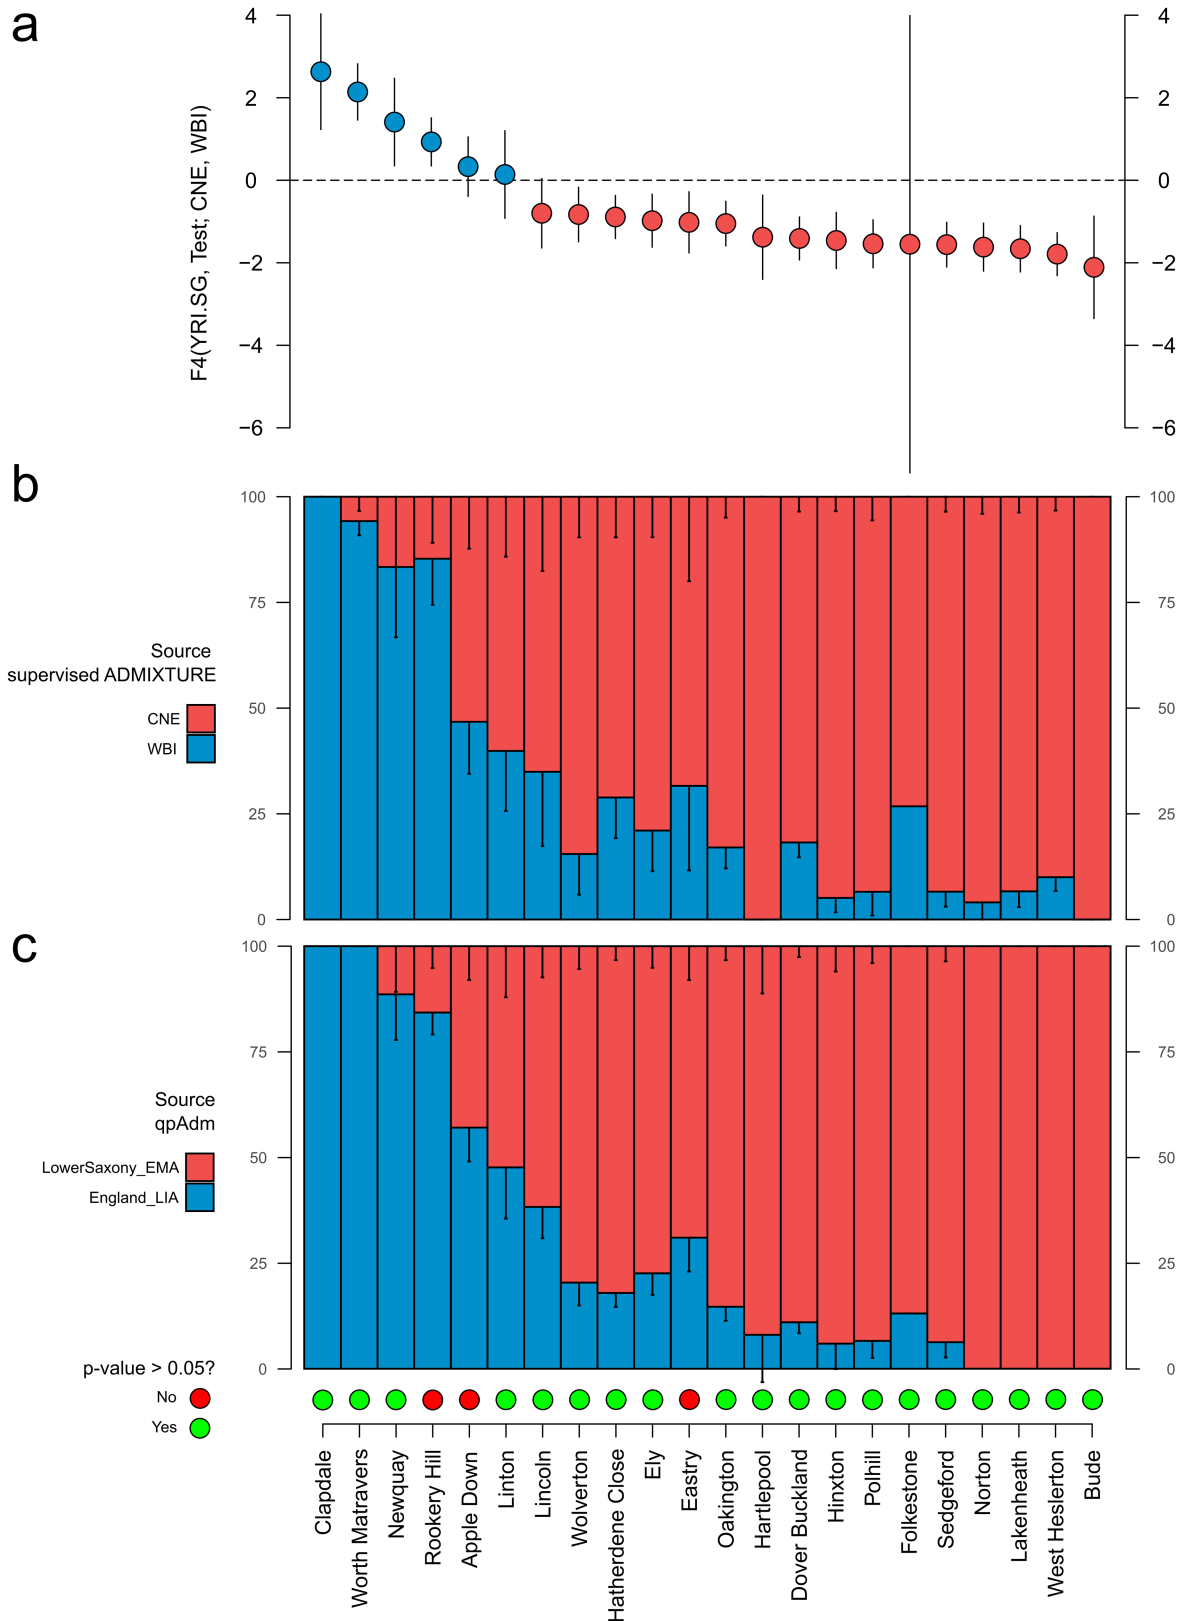 a
F4(YRI.SG, Test; CNE, WBI)
4 4
2 2
0 0
−2 −2
−4 −4
−6 −6
b
100 100
75 75
50 50
25 25
0 0
Source
supervised ADMIXTURE
CNE
WBI
c
100 100
75 75
50 50
25 25
0 0
Source
qpAdm
LowerSaxony_EMA
England_LIA
p-value > 0.05?
No
Yes
Clapdale
Worth Matravers
Newquay
Rookery Hill
Apple Down
Linton
Lincoln
Wolverton
Hatherdene Close
Ely
Eastry
Oakington
Hartlepool
Dover Buckland
Hinxton
Polhill
Folkestone
Sedgeford
Norton
Lakenheath
West Heslerton
Bude